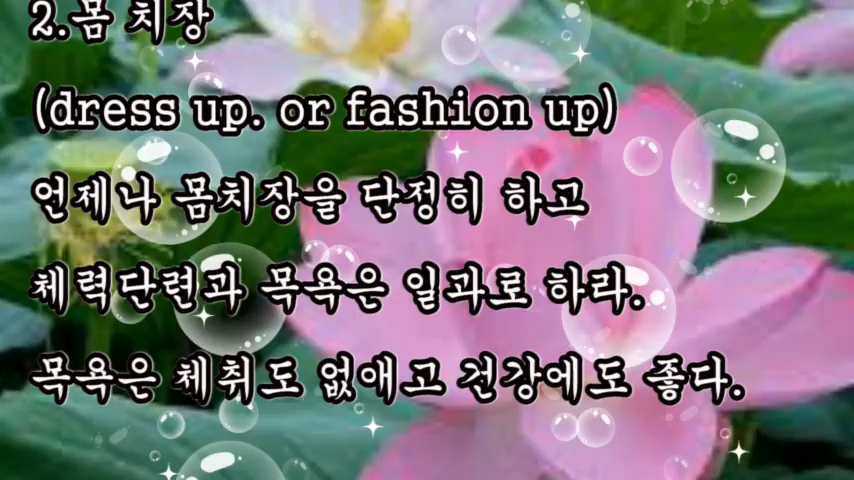 2.몸 치장
(dress up. or fashion up)
언제나 몸치장을 단정히 하고
체력단련과 목욕은 일과로 하라.
목욕은 체취도 없애고 건강에도 좋다.